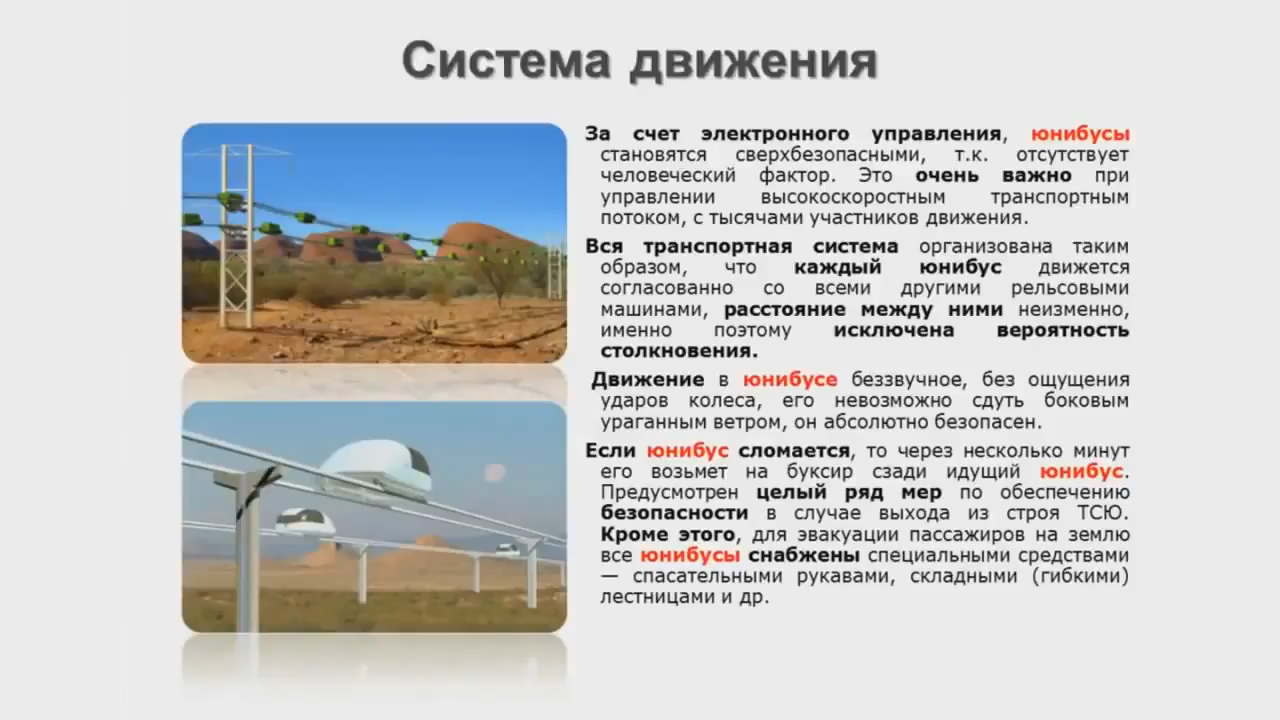 Система движения
За счет электронного управления, юнибусы
становятся сверхбезопасными, т.к. отсутствует
человеческий фактор. Это очень важно при
управлении высокоскоростным транспортным
потоком, с тысячами участников движения.
Вся транспортная система организована таким
образом, что каждый юнибус движется
согласованно со всеми другими рельсовыми
машинами, расстояние между ними неизменно,
именно поэтому исключена вероятность
столкновения.
Движение в юнибусе беззвучное, без ощущения
ударов колеса, его невозможно сдуть боковым
ураганным ветром, он абсолютно безопасен.
Если юнибус сломается, то через несколько минут
его возьмет на буксир сзади идущий юнибус.
Предусмотрен целый ряд мер по обеспечению
безопасности в случае выхода из строя ТСЮ.
Кроме этого, для эвакуации пассажиров на землю
все юнибусы снабжены специальными средствами
— спасательными рукавами, складными (гибкими)
лестницами и др.